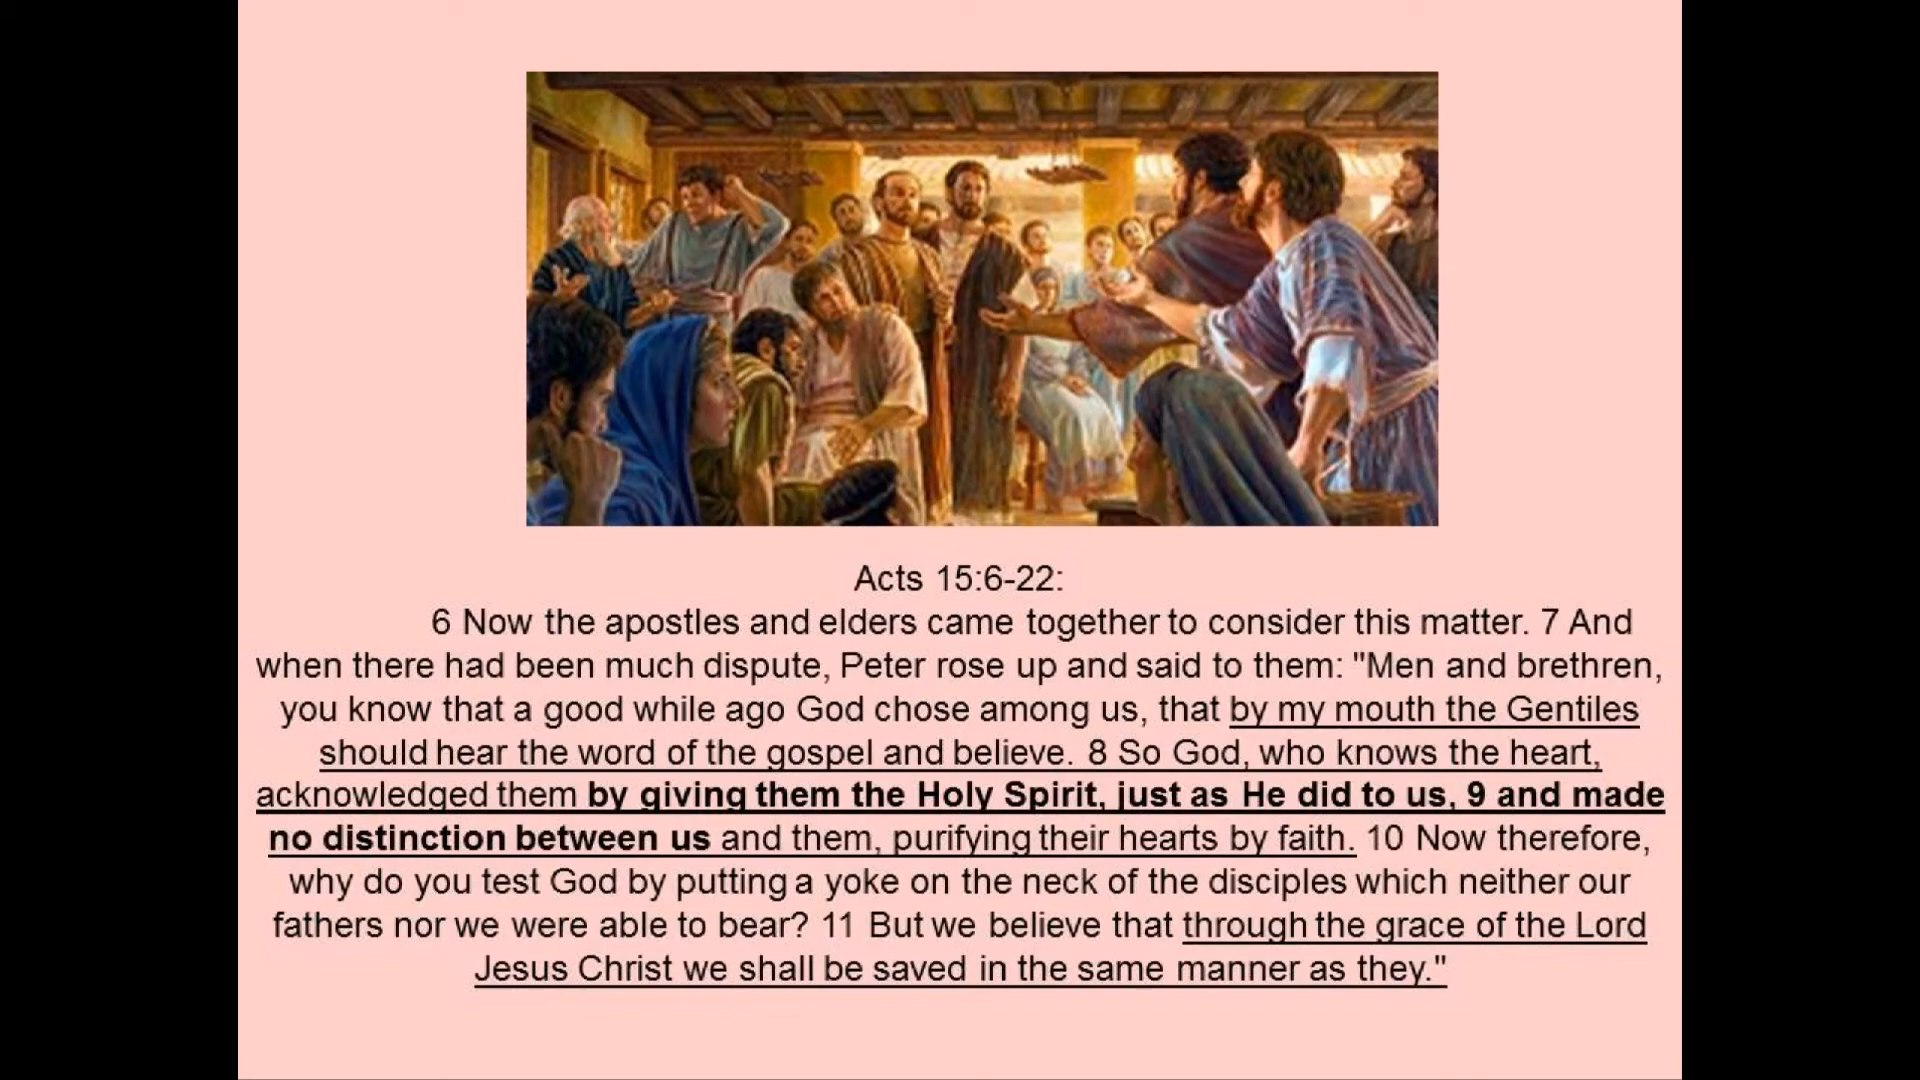 Acts 15:6-22:
6 Now the apostles and elders came together to consider this matter. 7 And
when there had been much dispute, Peter rose up and said to them: "Men and brethren,
you know that a good while ago God chose among us, that by my mouth the Gentiles
should hear the word of the gospel and believe. 8 So God, who knows the heart,
acknowledged them by giving them the Holy Spirit, just as He did to us, 9 and made
no distinction between us and them, purifying their hearts by faith. 10 Now therefore,
why do you test God by putting a yoke on the neck of the disciples which neither our
fathers nor we were able to bear? 11 But we believe that through the grace of the Lord
Jesus Christ we shall be saved in the same manner as they."